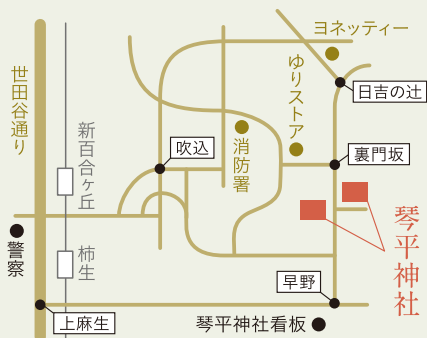 ヨネッティー
世田谷通り
ゆりストア
日吉の辻
新百合ヶ丘
吹込
消防署
裏門坂
琴平神社
警察
柿生
早野
上麻生
琴平神社看板